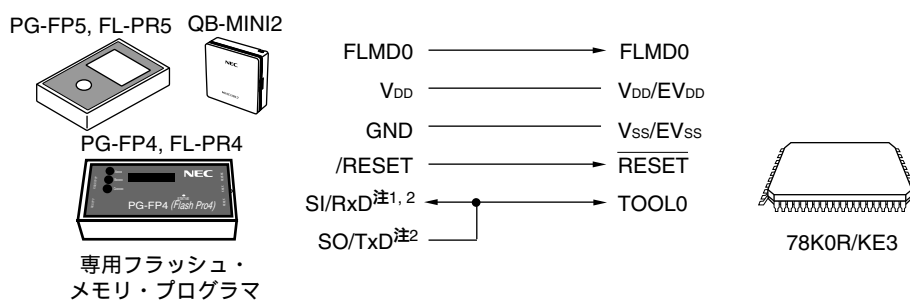 PG-FP5, FL-PR5 QB-MINI2
NEC
PG-FP4, FL-PR4
NEC
PG-FP4 (Flash Pro4)
専用フラッシュ・
メモリ・プログラマ
FLMD0 FLMD0
VDD VDD/EVDD
GND VSS/EVSS
/RESET RESET
SI/RxD注1, 2 TOOL0
SO/TxD注2
78K0R/KE3